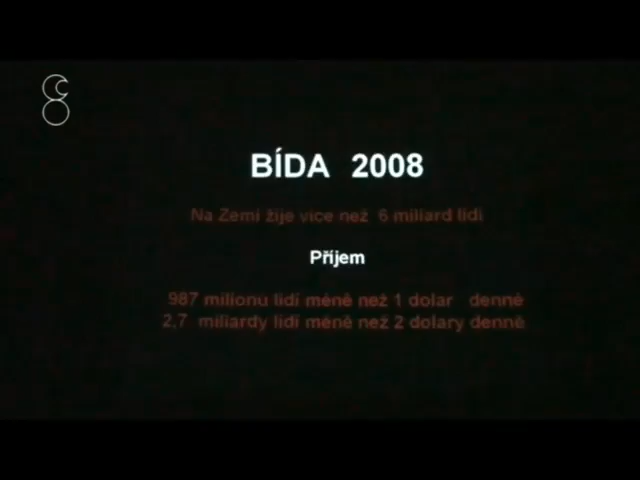 BÍDA 2008
Na Zemi žije vice než 6 miliard lidí
Příjem
987 milionu lidí méně než 1 dolar denně
2,7 miliardy lidí méně než 2 dolary denně